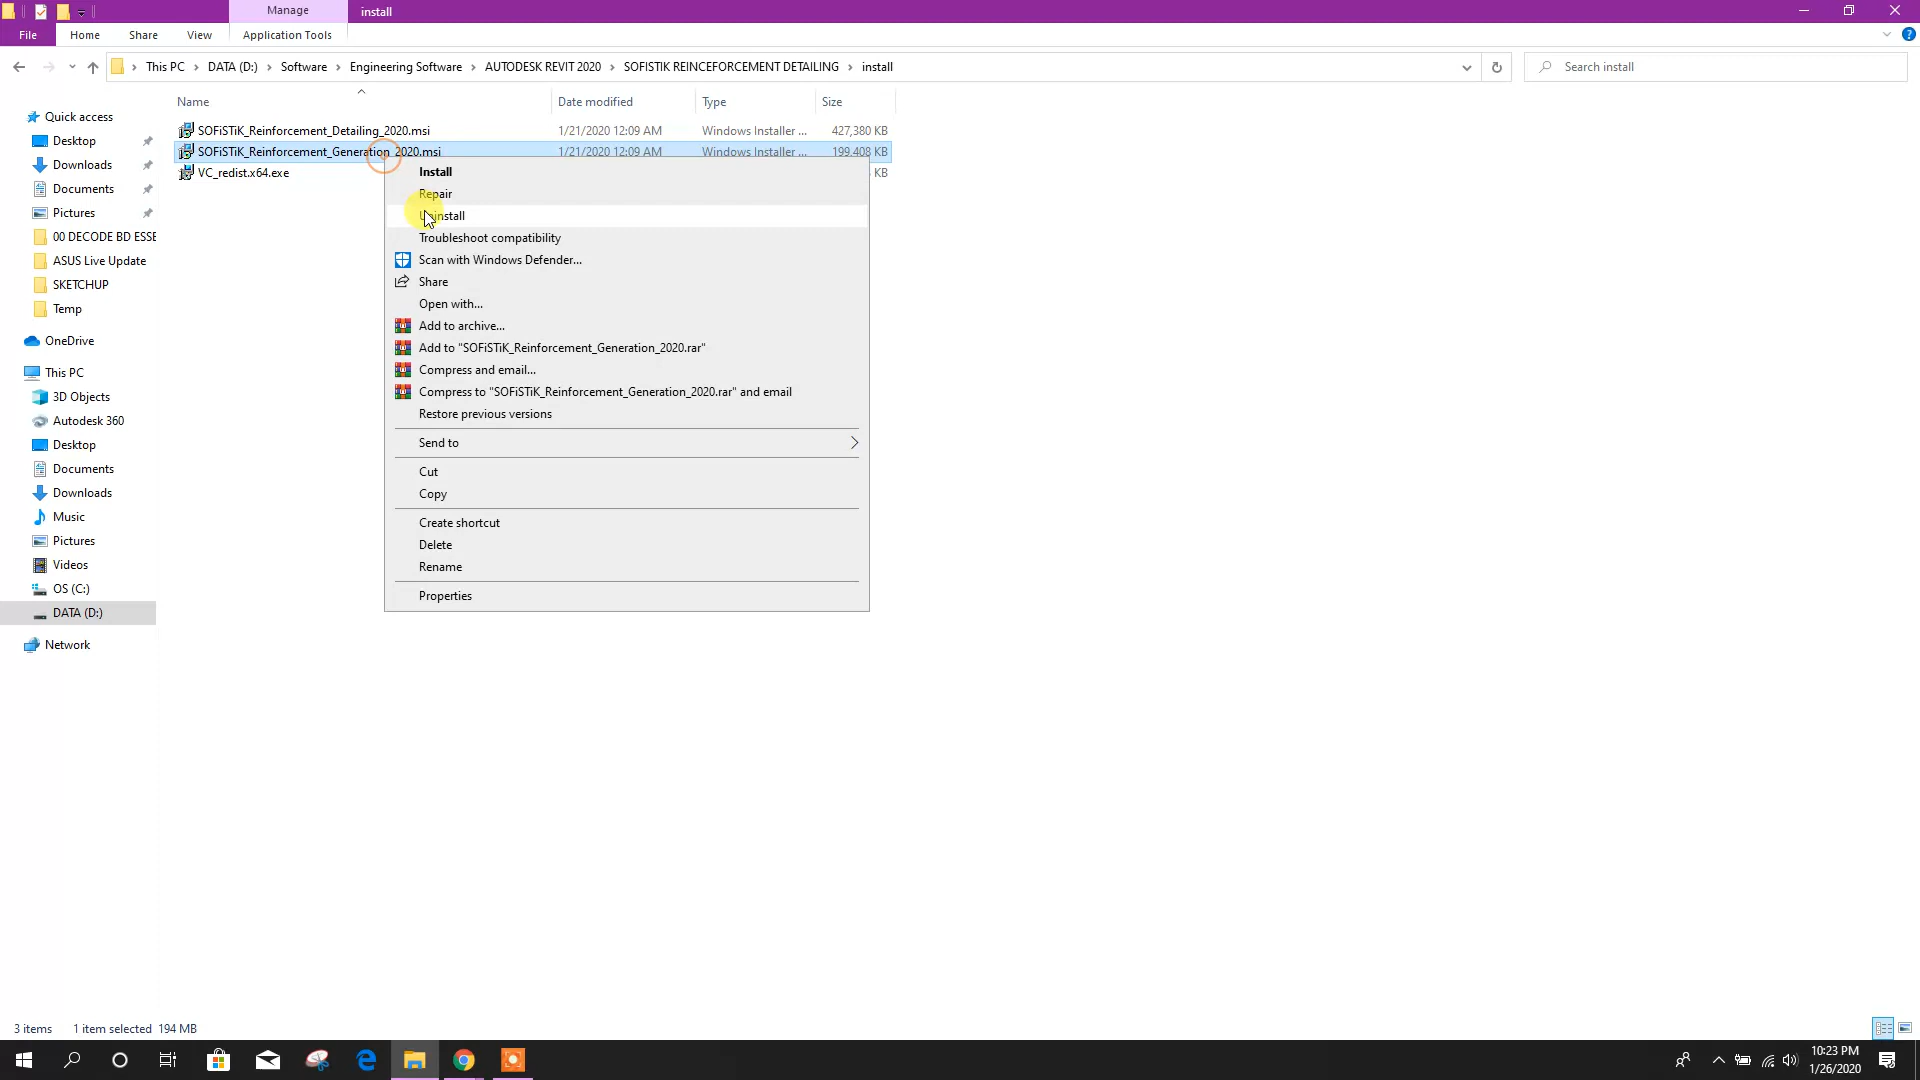 Manage
install
File
Home
Share
View
Application Tools
This PC
DATA (D:)
Software
Engineering Software
AUTODESK REVIT 2020
SOFISTIK REINCEFORCEMENT DETAILING
install
Search install
Name
Date modified
Type
Size
SOFiSTiK_Reinforcement_Detailing_2020.msi
1/21/2020 12:09 AM
Windows Installer ...
427,380 KB
SOFiSTiK_Reinforcement_Generation_2020.msi
1/21/2020 12:09 AM
Windows Installer ...
199,408 KB
VC_redist.x64.exe
KB
Quick access
Desktop
Downloads
Documents
Pictures
00 DECODE BD ESSE
ASUS Live Update
SKETCHUP
Temp
OneDrive
This PC
3D Objects
Autodesk 360
Desktop
Documents
Downloads
Music
Pictures
Videos
OS (C:)
DATA (D:)
Network
Install
Repair
Uninstall
Troubleshoot compatibility
Scan with Windows Defender...
Share
Open with...
Add to archive...
Add to "SOFiSTiK_Reinforcement_Generation_2020.rar"
Compress and email...
Compress to "SOFiSTiK_Reinforcement_Generation_2020.rar" and email
Restore previous versions
Send to
Cut
Copy
Create shortcut
Delete
Rename
Properties
3 items
1 item selected 194 MB
10:23 PM
1/26/2020